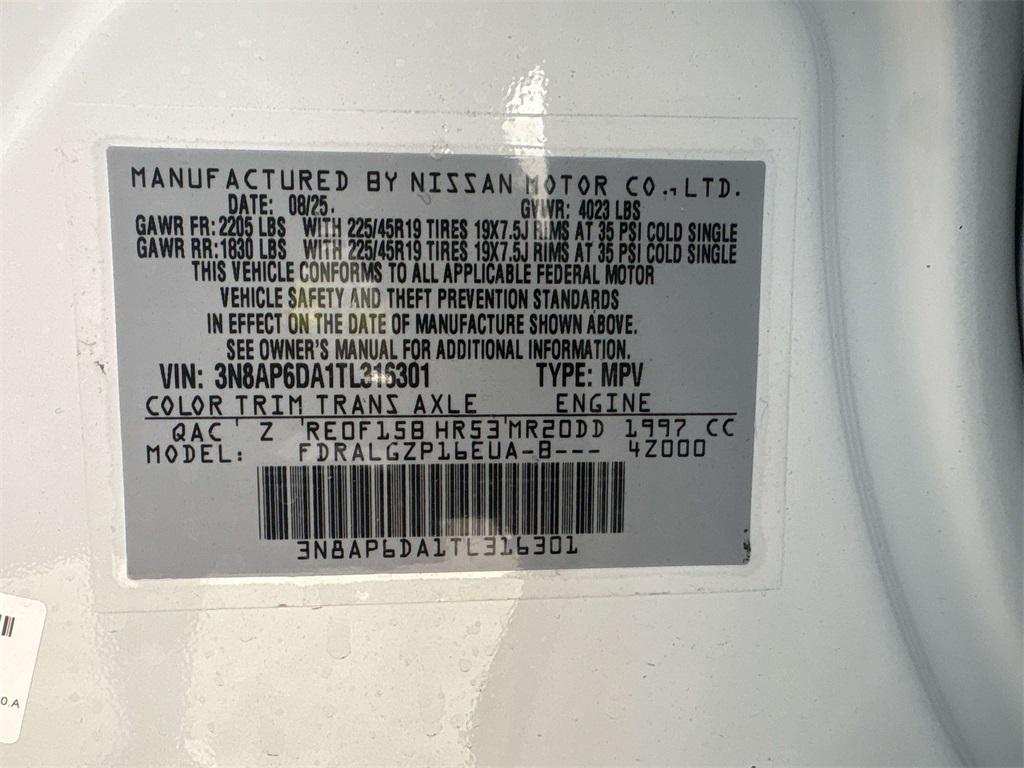 MANUFACTURED BY NISSAN MOTOR CO., LTD.
DATE: 08/25. GVWR: 4023 LBS
GAWR FR: 2205 LBS WITH 225/45R19 TIRES 19X7.5J RIMS AT 35 PSI COLD SINGLE
GAWR RR: 1830 LBS WITH 225/45R19 TIRES 19X7.5J RIMS AT 35 PSI COLD SINGLE
THIS VEHICLE CONFORMS TO ALL APPLICABLE FEDERAL MOTOR
VEHICLE SAFETY AND THEFT PREVENTION STANDARDS
IN EFFECT ON THE DATE OF MANUFACTURE SHOWN ABOVE.
SEE OWNER'S MANUAL FOR ADDITIONAL INFORMATION.
VIN: 3N8AP6DA1TL316301 TYPE: MPV
COLOR TRIM TRANS AXLE ENGINE
QAC Z RE0F15B HR53 MR20DD 1997 CC
MODEL: FDRALGZP16EUA-B--- 4Z000
3N8AP6DA1TL316301
0.A